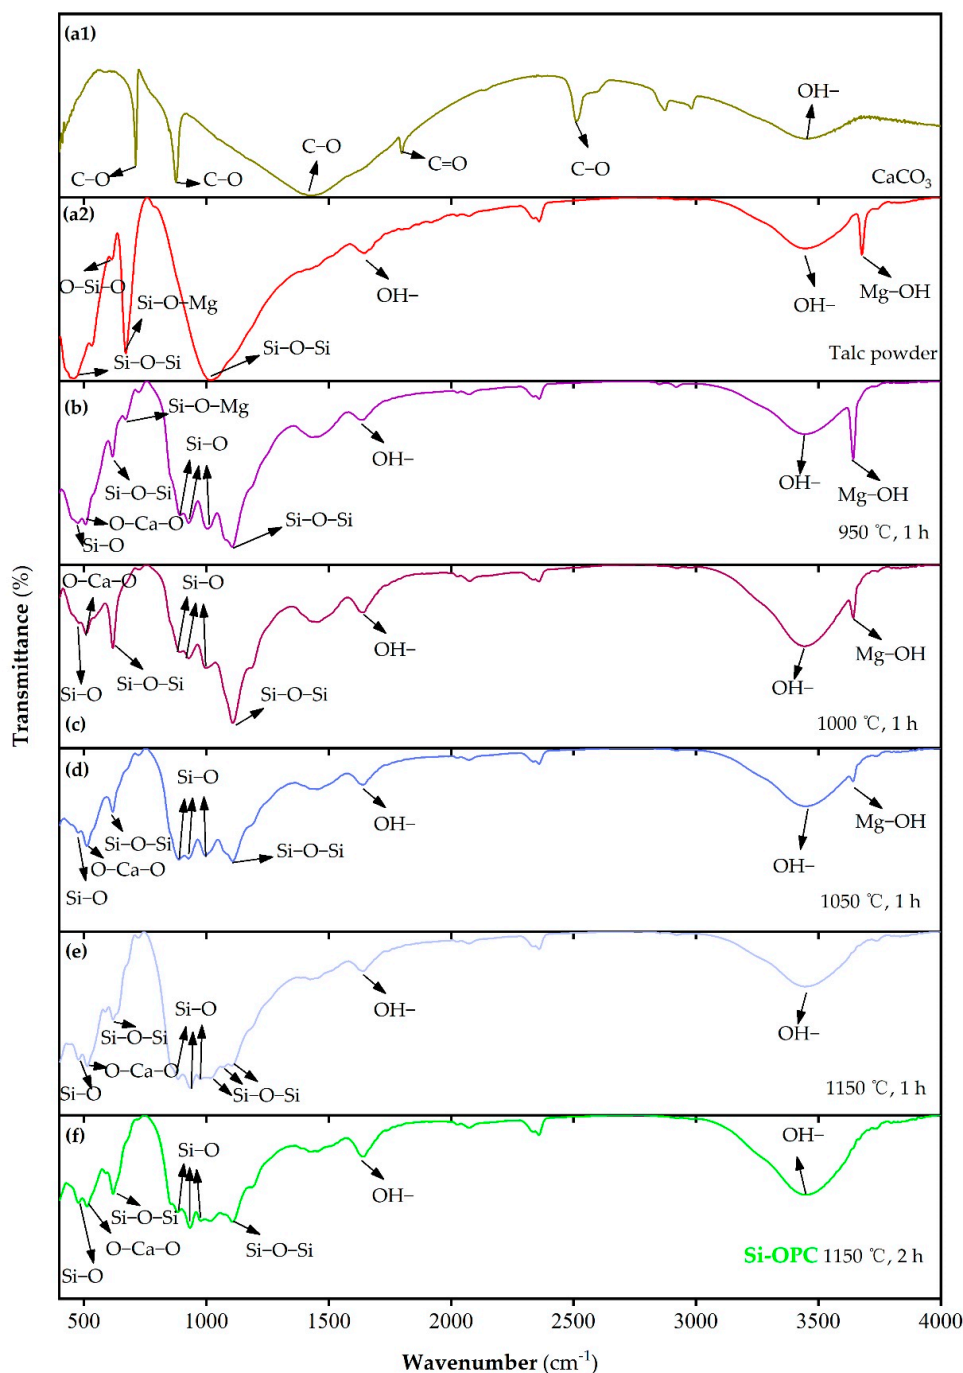 (a1)
OH−
C−O
C=O
C−O
C−O
C−O
CaCO3
(a2)
O−Si−O
Si−O−Mg
OH−
OH−
Mg−OH
Si−O−Si
Si−O−Si
Talc powder
(b)
Si−O−Mg
Si−O
OH−
OH−
Mg−OH
Si−O−Si
O−Ca−O
Si−O−Si
Si−O
950 ℃, 1 h
O−Ca−O
Si−O
OH−
Mg−OH
Si−O−Si
Si−O
OH−
Si−O−Si
(c)
1000 ℃, 1 h
(d)
Si−O
OH−
Mg−OH
Si−O−Si
Si−O−Si
O−Ca−O
OH−
Si−O
1050 ℃, 1 h
(e)
Si−O
OH−
OH−
Si−O−Si
O−Ca−O
Si−O
Si−O−Si
1150 ℃, 1 h
(f)
Si−O
OH−
OH−
Si−O−Si
O−Ca−O
Si−O−Si
Si−O
Si-OPC 1150 ℃, 2 h
Transmittance (%)
500 1000 1500 2000 2500 3000 3500 4000
Wavenumber (cm-1)